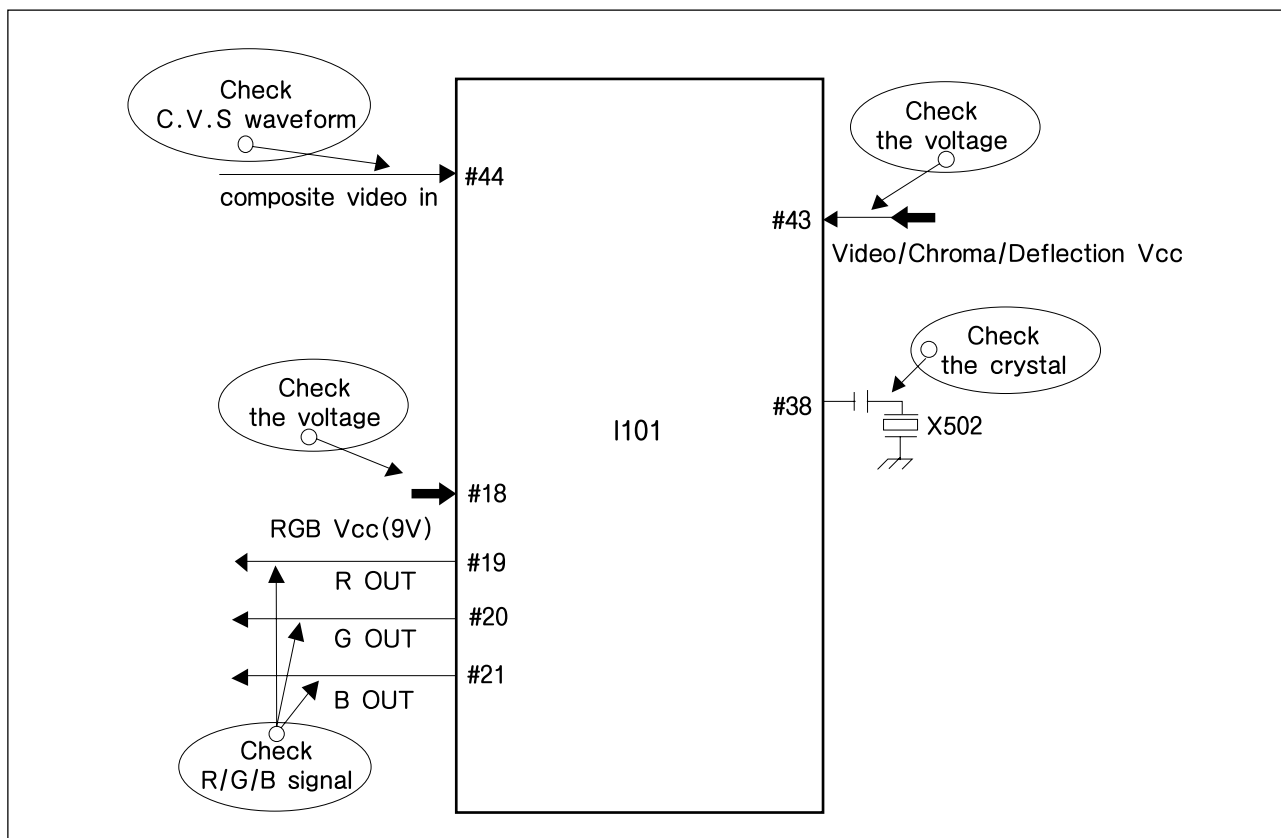 Check
C.V.S waveform
#44
composite video in
Check
the voltage
#43
Video/Chroma/Deflection Vcc
Check
the crystal
#38
X502
I101
Check
the voltage
#18
RGB Vcc(9V)
#19
R OUT
#20
G OUT
#21
B OUT
Check
R/G/B signal